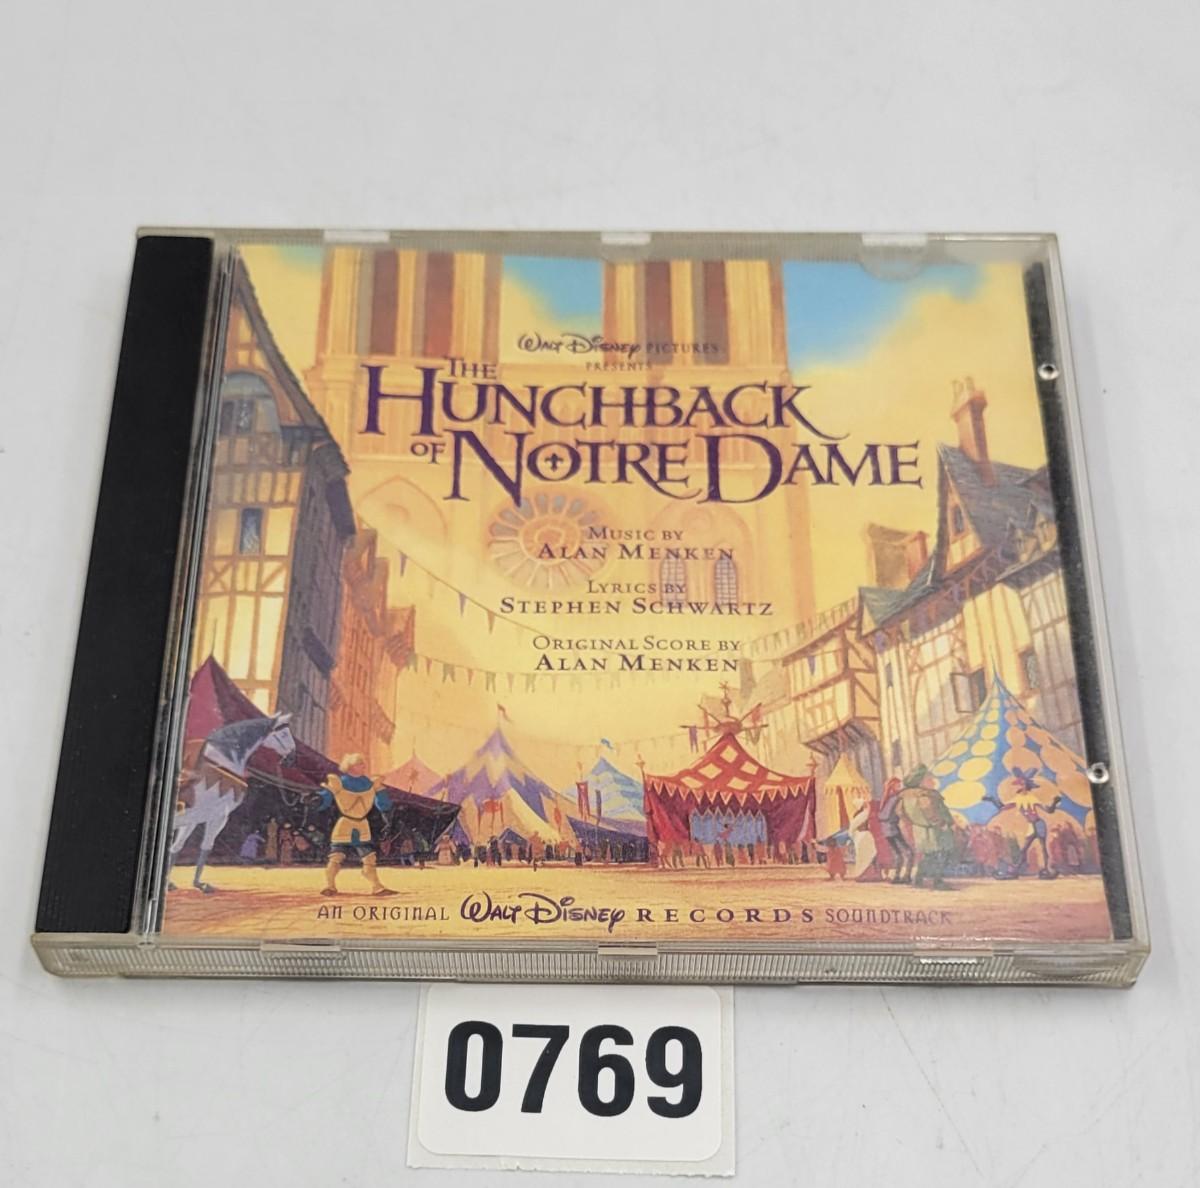 WALT DISNEY PICTURES
PRESENTS
THE
HUNCHBACK
OF NOTRE DAME
MUSIC BY
ALAN MENKEN
LYRICS BY
STEPHEN SCHWARTZ
ORIGINAL SCORE BY
ALAN MENKEN
AN ORIGINAL WALT DISNEY RECORDS SOUNDTRACK
0769